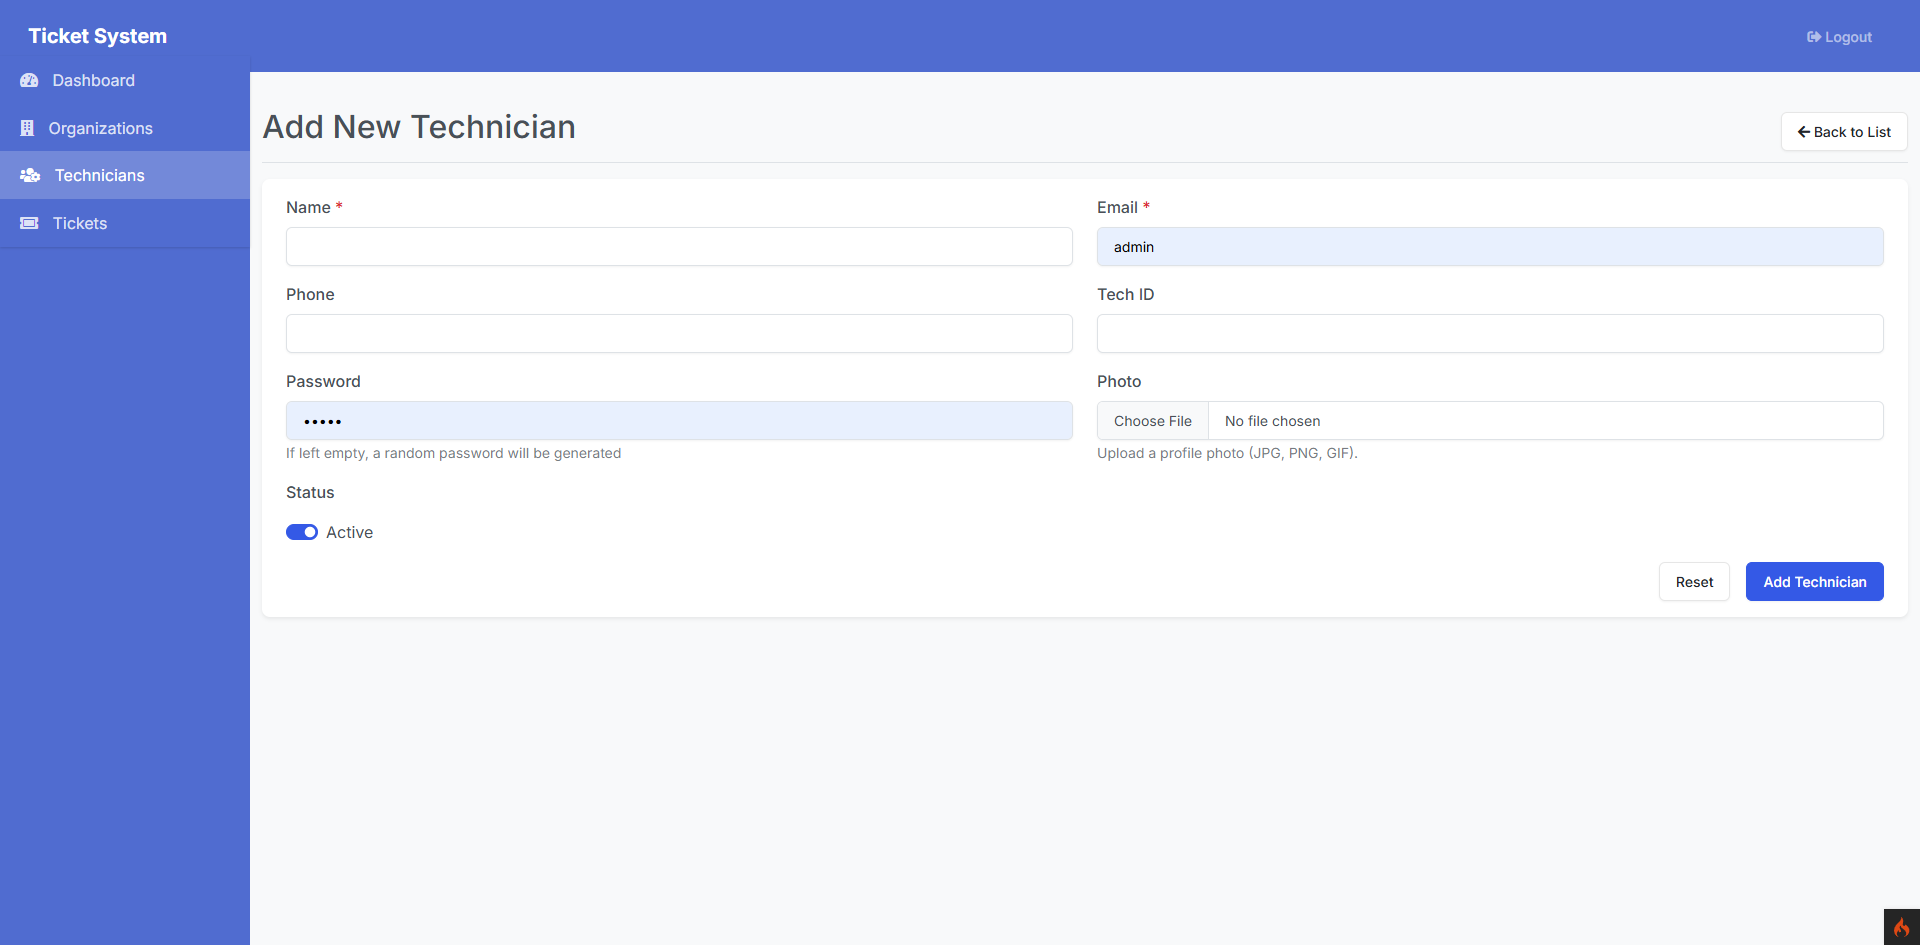 Ticket System
Logout
Dashboard
Organizations
Technicians
Tickets
Add New Technician
Back to List
Name *
Email *
admin
Phone
Tech ID
Password
•••••
If left empty, a random password will be generated
Photo
Choose File No file chosen
Upload a profile photo (JPG, PNG, GIF).
Status
Active
Reset
Add Technician